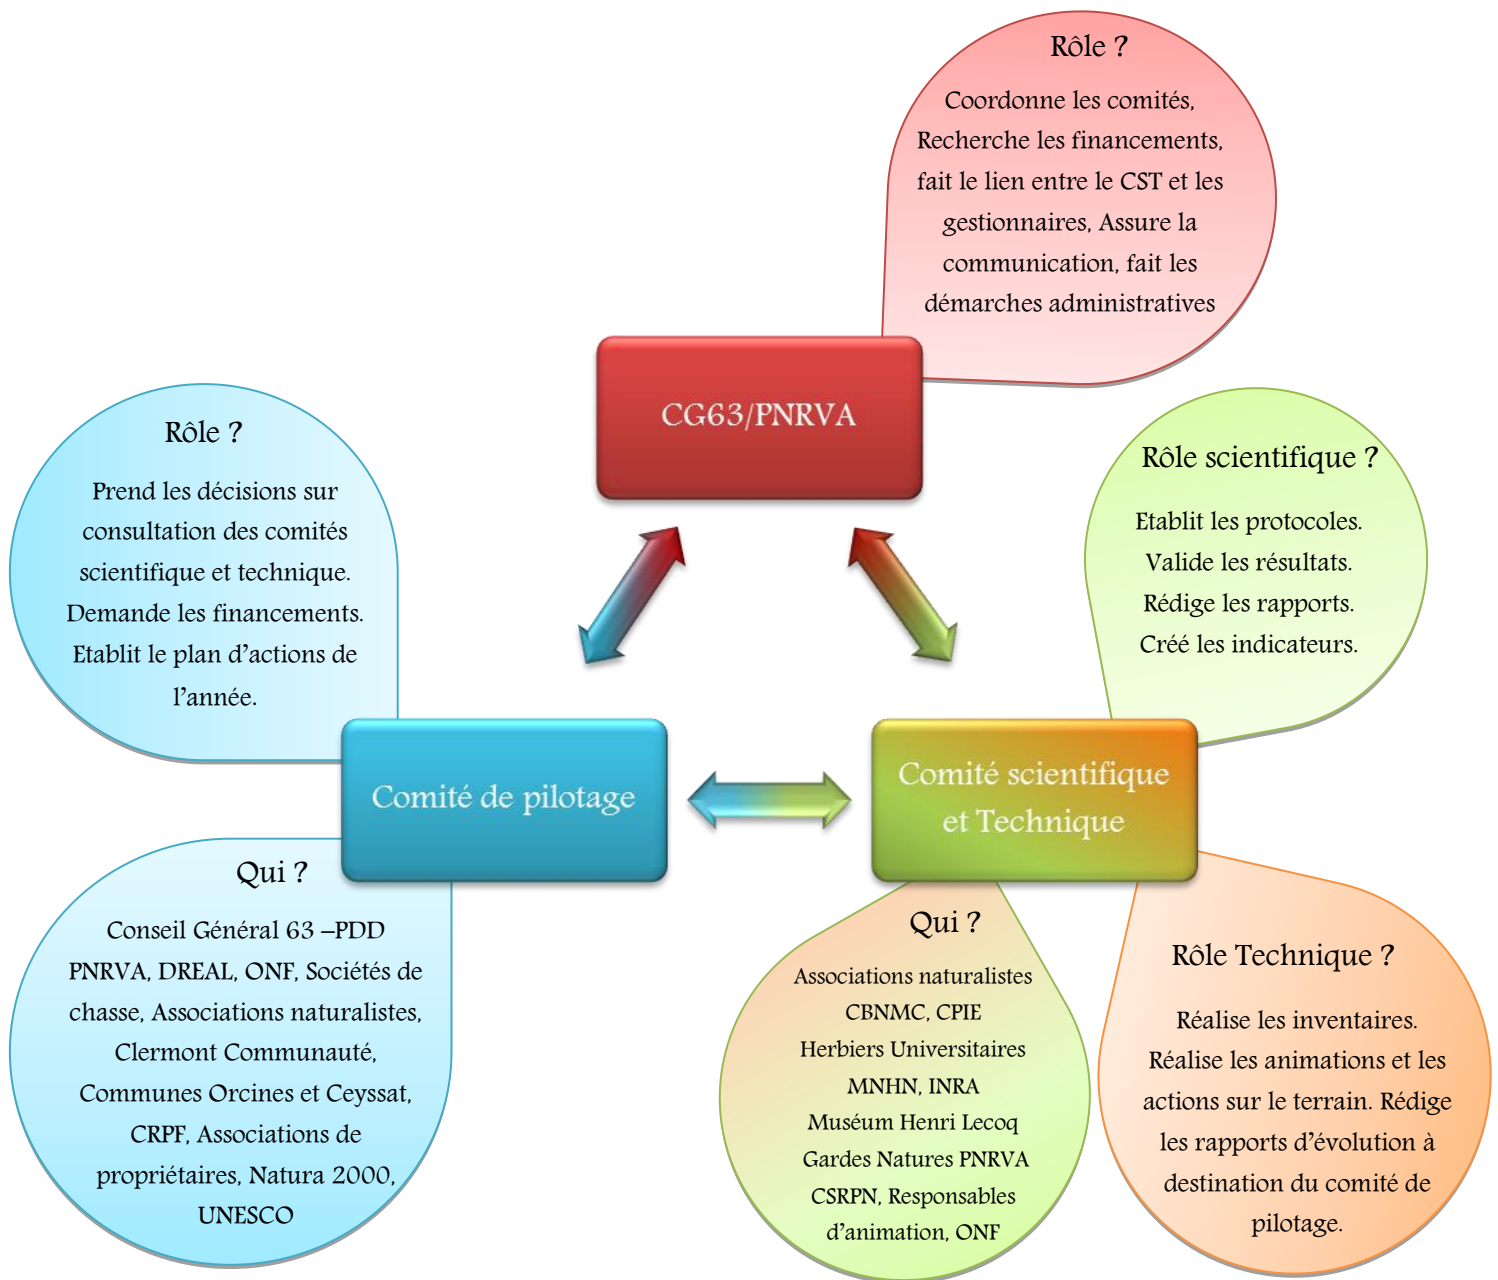 Rôle ?
Coordonne les comités,
Recherche les financements,
fait le lien entre le CST et les
gestionnaires, Assure la
communication, fait les
démarches administratives
CG63/PNRVA
Rôle ?
Prend les décisions sur
consultation des comités
scientifique et technique.
Demande les financements.
Etablit le plan d’actions de
l’année.
Rôle scientifique ?
Etablit les protocoles.
Valide les résultats.
Rédige les rapports.
Créé les indicateurs.
Comité de pilotage
Comité scientifique
et Technique
Qui ?
Conseil Général 63 –PDD
PNRVA, DREAL, ONF, Sociétés de
chasse, Associations naturalistes,
Clermont Communauté,
Communes Orcines et Ceyssat,
CRPF, Associations de
propriétaires, Natura 2000,
UNESCO
Qui ?
Associations naturalistes
CBNMC, CPIE
Herbiers Universitaires
MNHN, INRA
Muséum Henri Lecoq
Gardes Natures PNRVA
CSRPN, Responsables
d’animation, ONF
Rôle Technique ?
Réalise les inventaires.
Réalise les animations et les
actions sur le terrain. Rédige
les rapports d’évolution à
destination du comité de
pilotage.